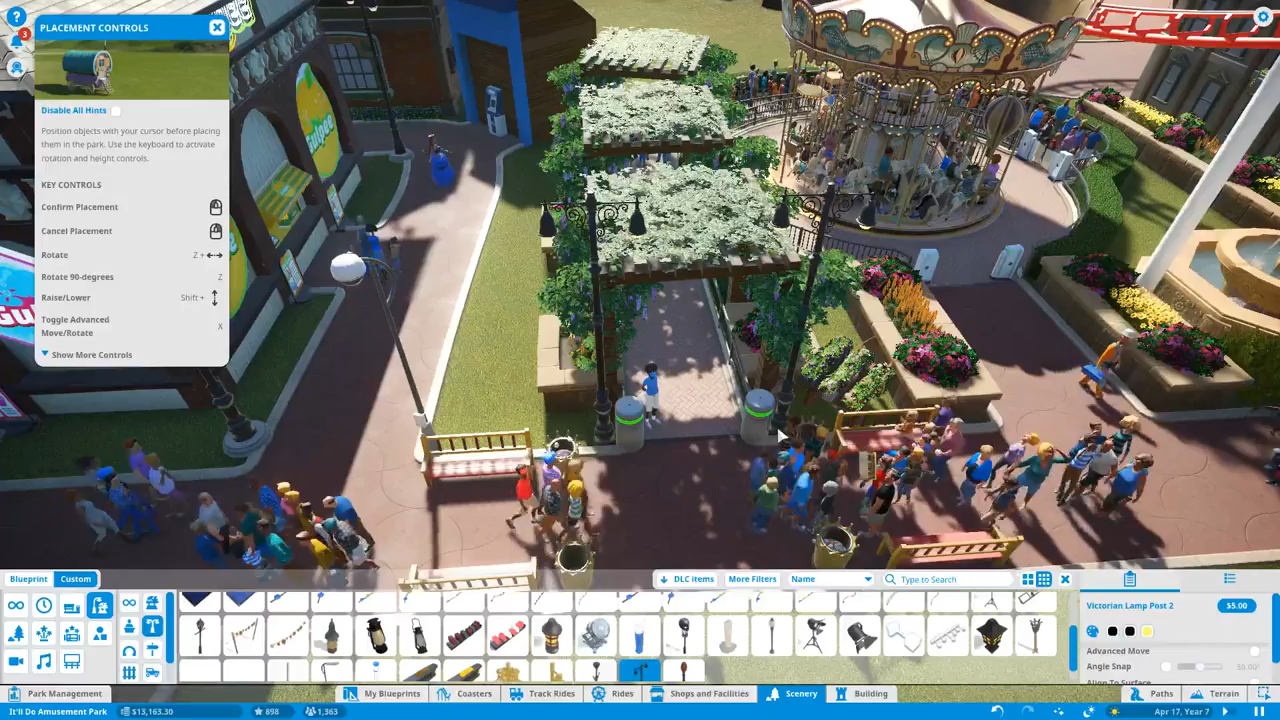 PLACEMENT CONTROLS
3
Disable All Hints
Position objects with your cursor before placing
them in the park. Use the keyboard to activate
rotation and height controls.
KEY CONTROLS
Confirm Placement
Cancel Placement
Rotate Z +
Rotate 90-degrees Z
Raise/Lower Shift +
Toggle Advanced
Move/Rotate X
Show More Controls
Blueprint Custom DLC items More Filters Name Type to Search
Victorian Lamp Post 2 $5.00
Advanced Move
Angle Snap
Align To Surface
Park Management My Blueprints Coasters Track Rides Rides Shops and Facilities Scenery Building Paths Terrain
It'll Do Amusement Park $13,163.30 898 1,363 Apr 17, Year 7